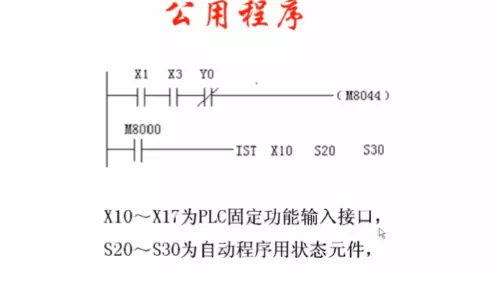 公用程序
X1 X3 Y0
(M8044)
M8000
IST X10 S20 S30
X10～X17为PLC固定功能输入接口，
S20～S30为自动程序用状态元件，